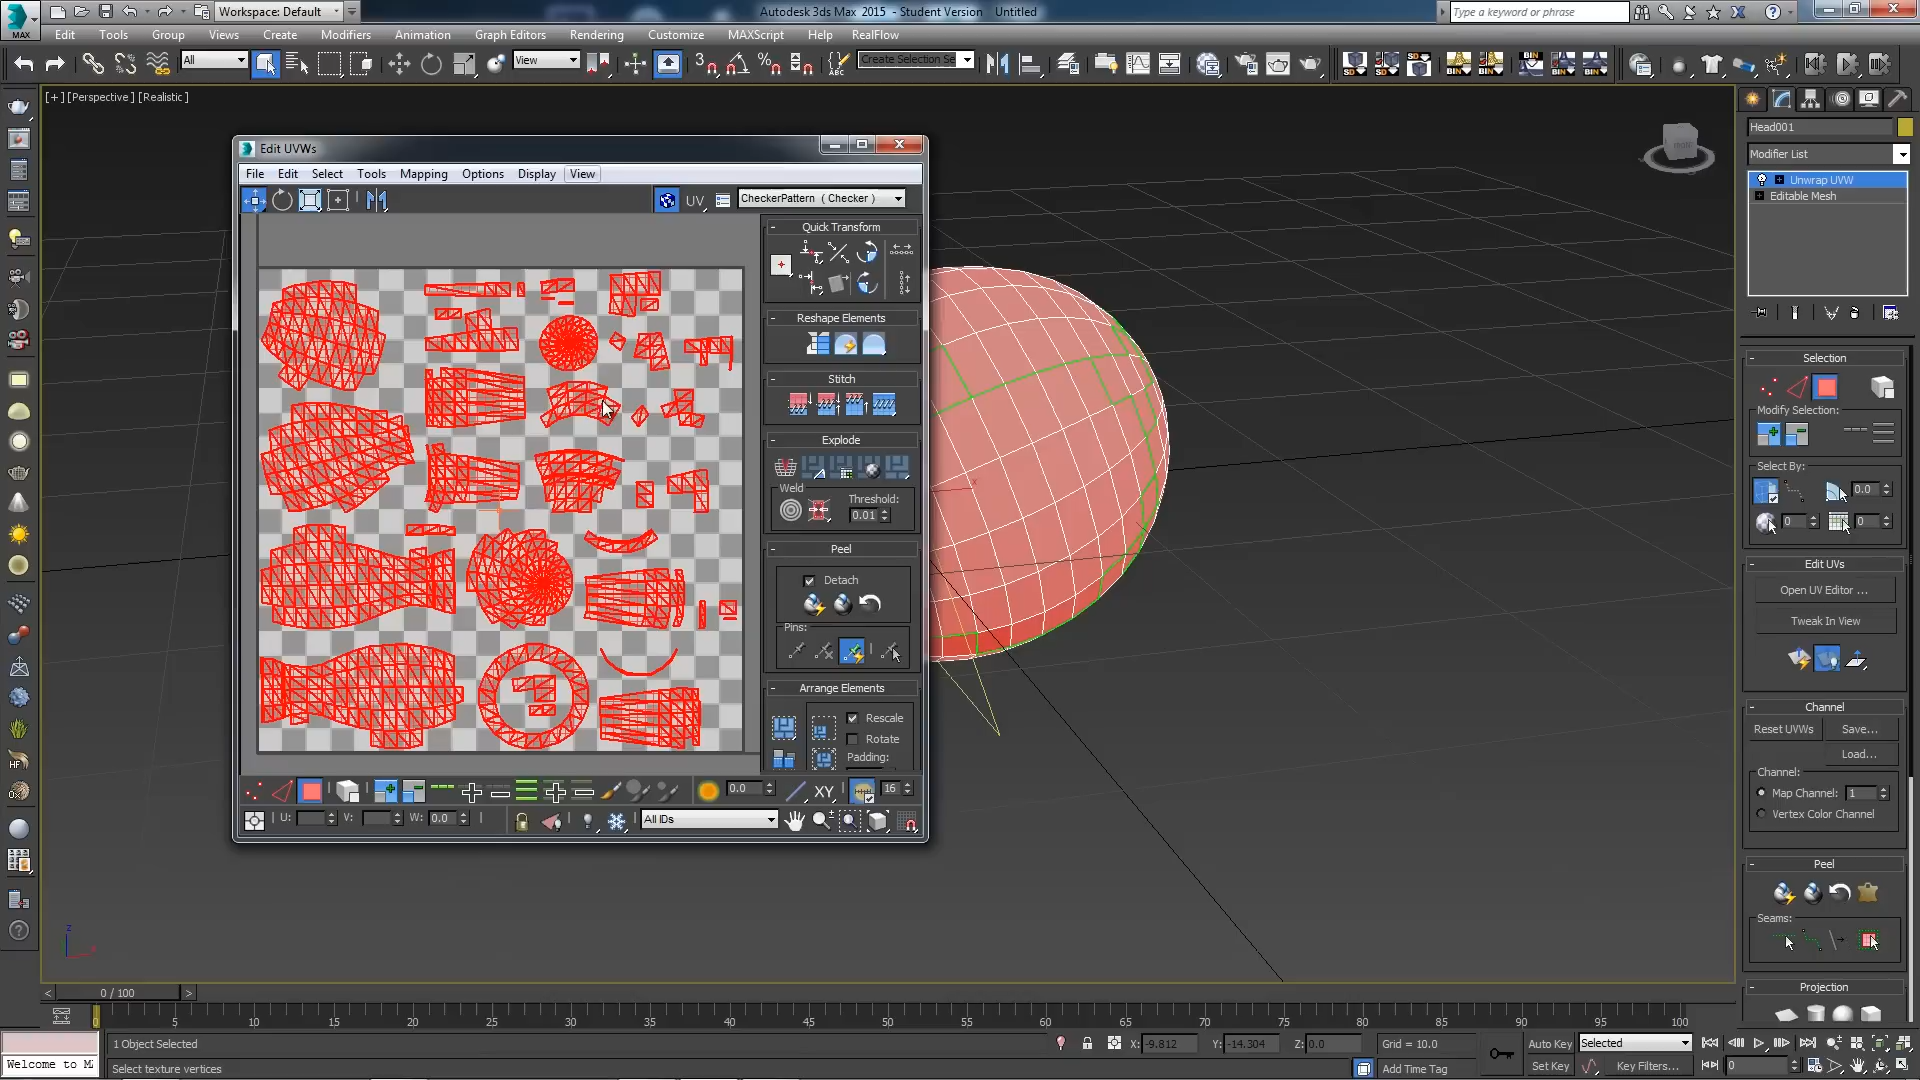 Workspace: Default
Autodesk 3ds Max 2015 - Student Version Untitled
Type a keyword or phrase
MAX
Edit Tools Group Views Create Modifiers Animation Graph Editors Rendering Customize MAXScript Help RealFlow
All
View
Create Selection Se
[+] [Perspective] [Realistic]
Edit UVWs
File Edit Select Tools Mapping Options Display View
UV
CheckerPattern ( Checker )
Quick Transform
Reshape Elements
Stitch
Explode
Weld
Threshold:
0.01
Peel
Detach
Pins:
Arrange Elements
Rescale
Rotate
Padding:
0.0
XY
16
U:
V:
W: 0.0
All IDs
Head001
Modifier List
Unwrap UVW
Editable Mesh
Selection
Modify Selection:
Select By:
0.0
0
0
Edit UVs
Open UV Editor ...
Tweak In View
Channel
Reset UVWs
Save...
Load...
Channel:
Map Channel: 1
Vertex Color Channel
Peel
Seams:
Projection
0 / 100
5 10 15 20 25 30 35 40 45 50 55 60 65 70 75 80 85 90 95 100
1 Object Selected
X: -9.812 Y: -14.304 Z: 0.0 Grid = 10.0
Auto Key
Selected
Welcome to M
Select texture vertices
Add Time Tag
Set Key
Key Filters...
0